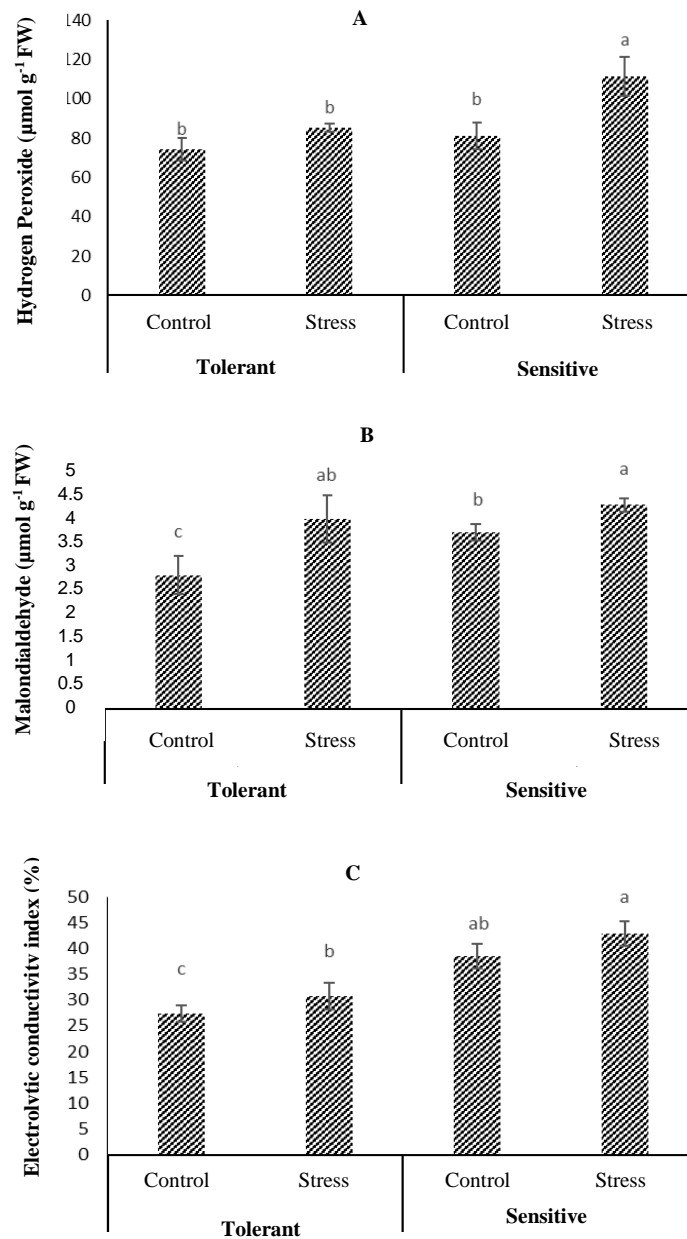 A
Hydrogen Peroxide (µmol g-1 FW)
140
120
100
80
60
40
20
0
b
b
b
a
Control
Stress
Control
Stress
Tolerant
Sensitive
B
Malondialdehyde (µmol g-1 FW)
5
4.5
4
3.5
3
2.5
2
1.5
1
0.5
0
c
ab
b
a
Control
Stress
Control
Stress
Tolerant
Sensitive
C
Electrolytic conductivity index (%)
50
45
40
35
30
25
20
15
10
5
0
c
b
ab
a
Control
Stress
Control
Stress
Tolerant
Sensitive